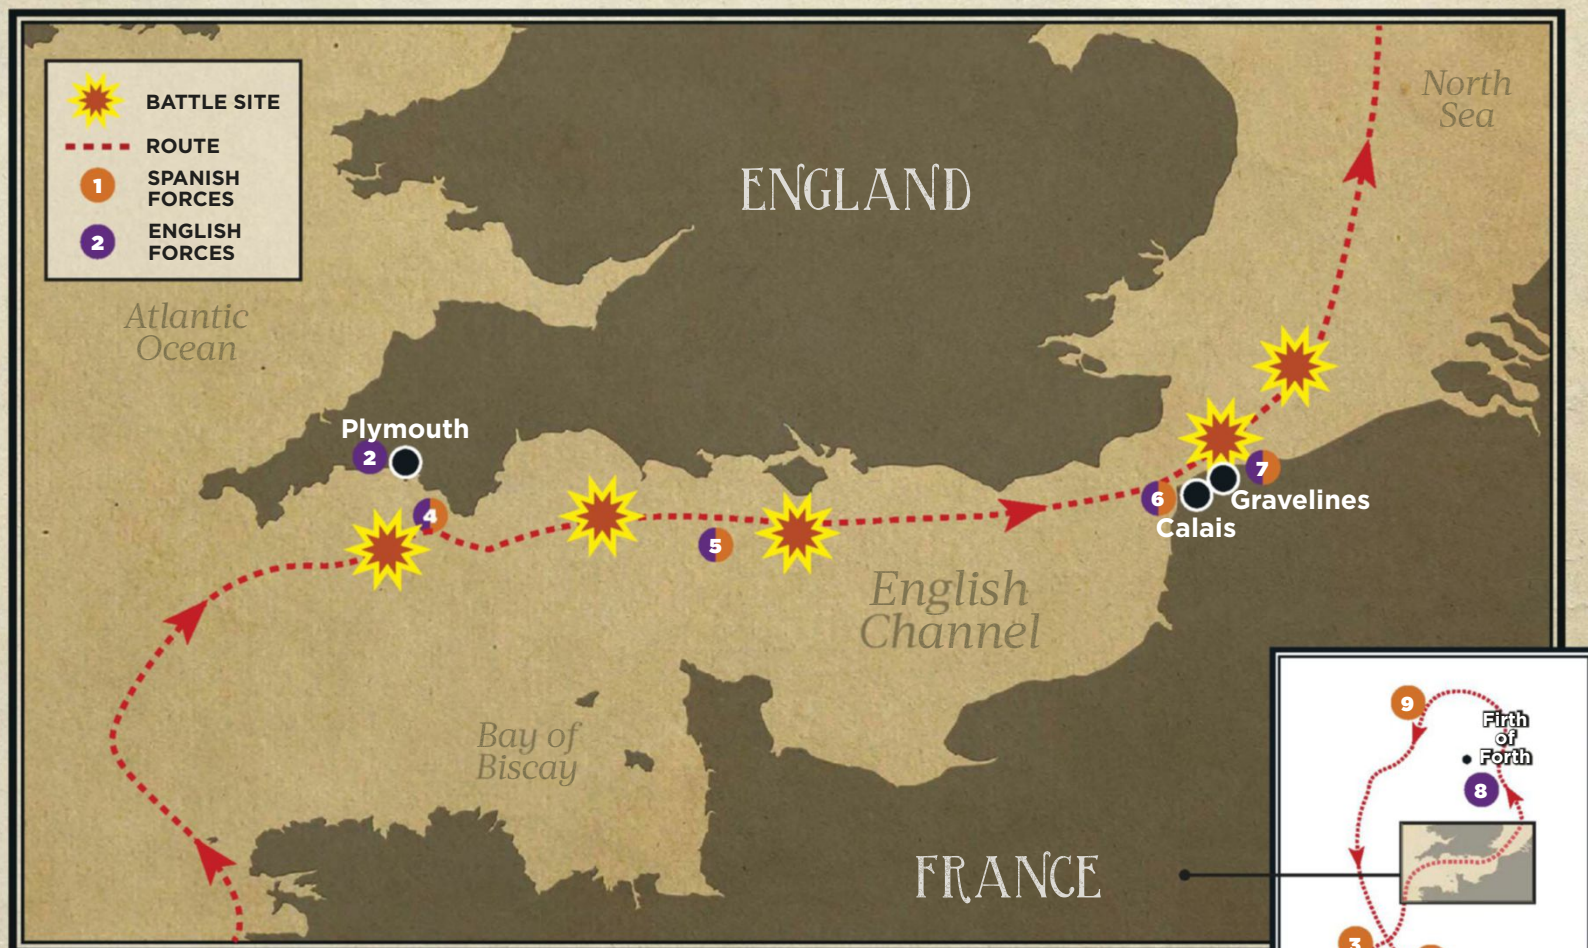 BATTLE SITE
ROUTE
1
SPANISH
FORCES
2
ENGLISH
FORCES
North
Sea
ENGLAND
Atlantic
Ocean
Plymouth
2
4
5
6
7
Gravelines
Calais
English
Channel
Bay of
Biscay
FRANCE
9
Firth
of
Forth
8
3